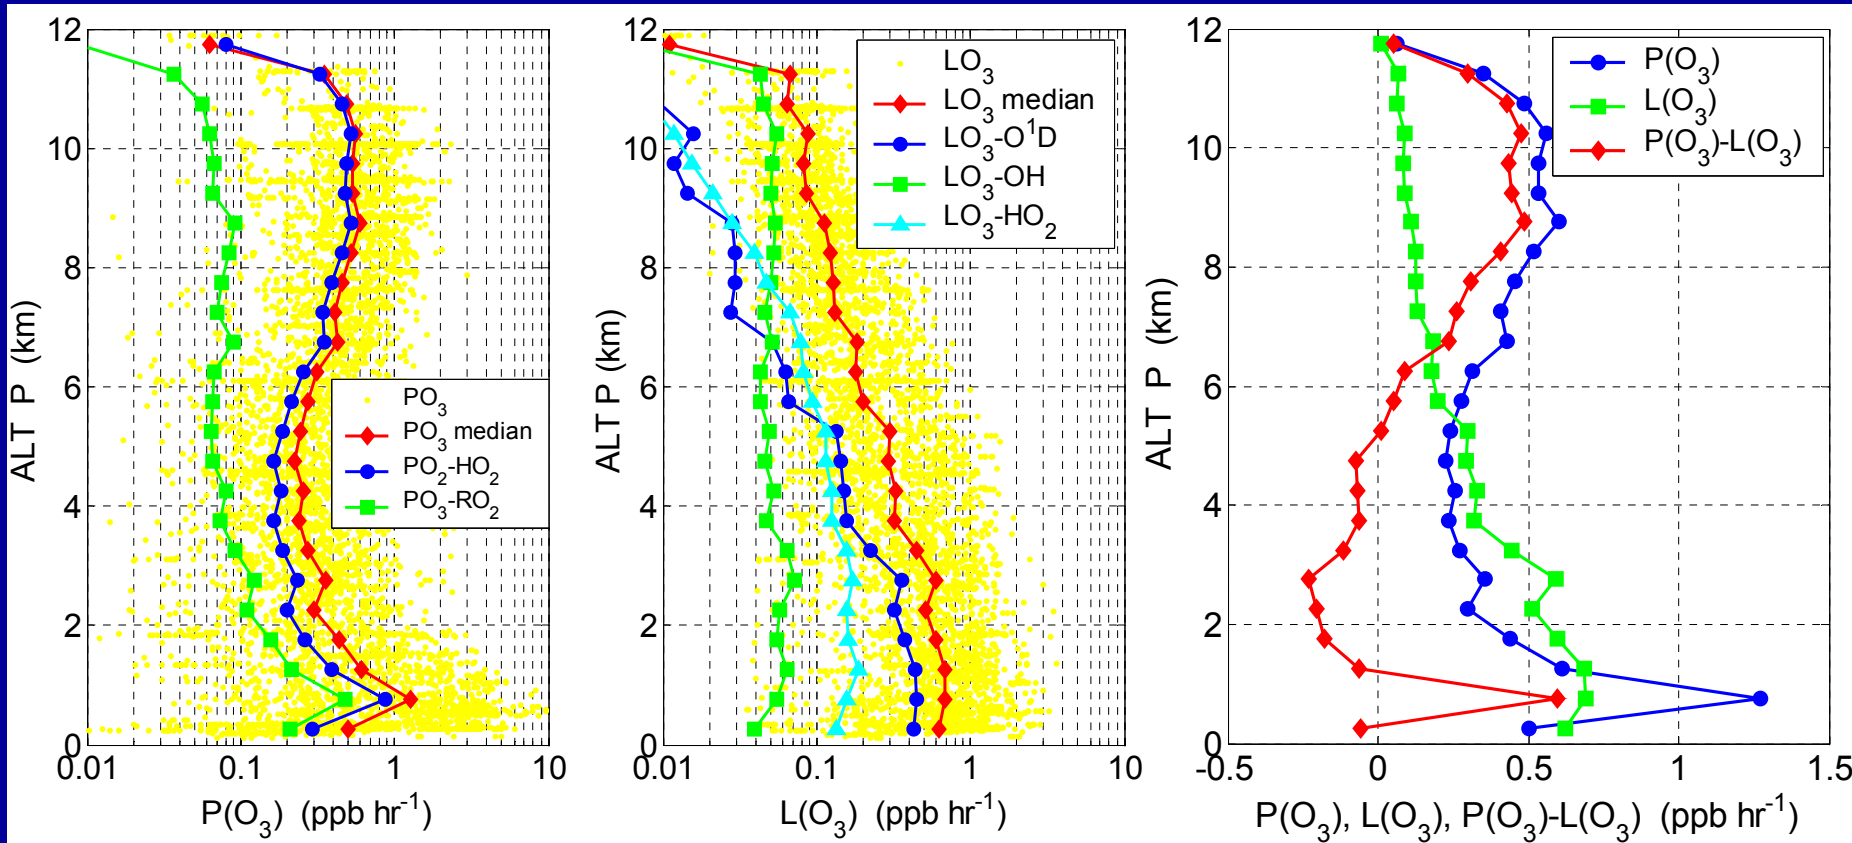 12
10
8
6
4
2
0
ALT P (km)
0.01 0.1 1 10
P(O3) (ppb hr-1)
PO3
PO3 median
PO2-HO2
PO3-RO2
12
10
8
6
4
2
0
ALT P (km)
0.01 0.1 1 10
L(O3) (ppb hr-1)
LO3
LO3 median
LO3-O1D
LO3-OH
LO3-HO2
12
10
8
6
4
2
0
ALT P (km)
-0.5 0 0.5 1 1.5
P(O3), L(O3), P(O3)-L(O3) (ppb hr-1)
P(O3)
L(O3)
P(O3)-L(O3)